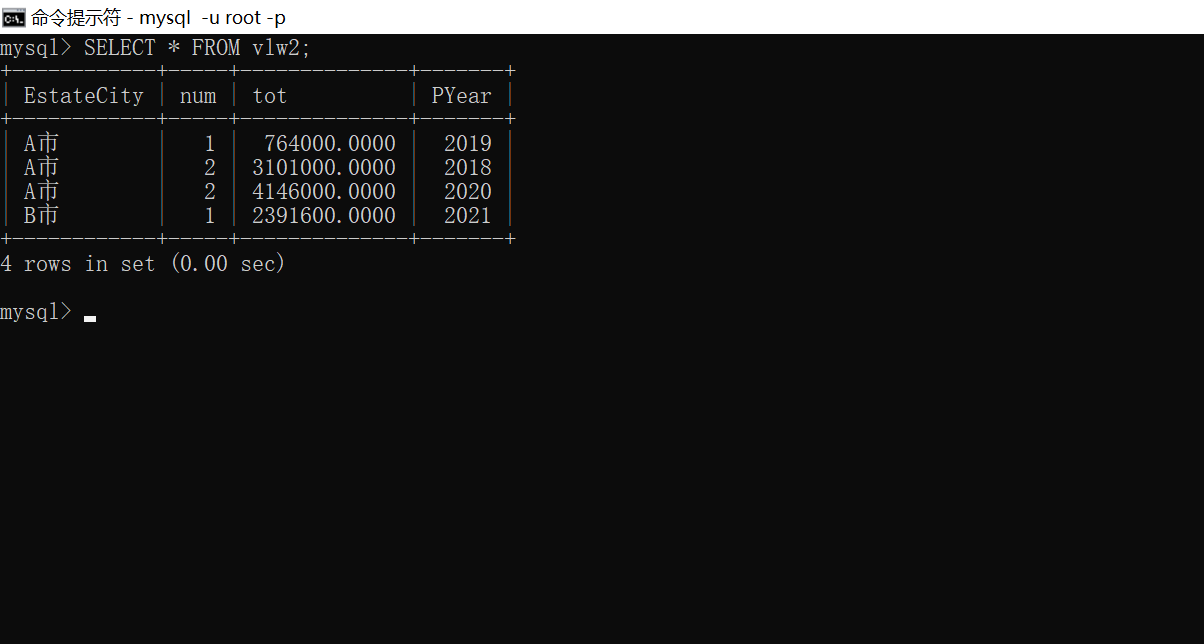 命令提示符 - mysql  -u root -p
mysql> SELECT * FROM vlw2;
+------------+-----+--------------+-------+
| EstateCity | num | tot          | PYear |
+------------+-----+--------------+-------+
| A市        |   1 |  764000.0000 |  2019 |
| A市        |   2 | 3101000.0000 |  2018 |
| A市        |   2 | 4146000.0000 |  2020 |
| B市        |   1 | 2391600.0000 |  2021 |
+------------+-----+--------------+-------+
4 rows in set (0.00 sec)
mysql>